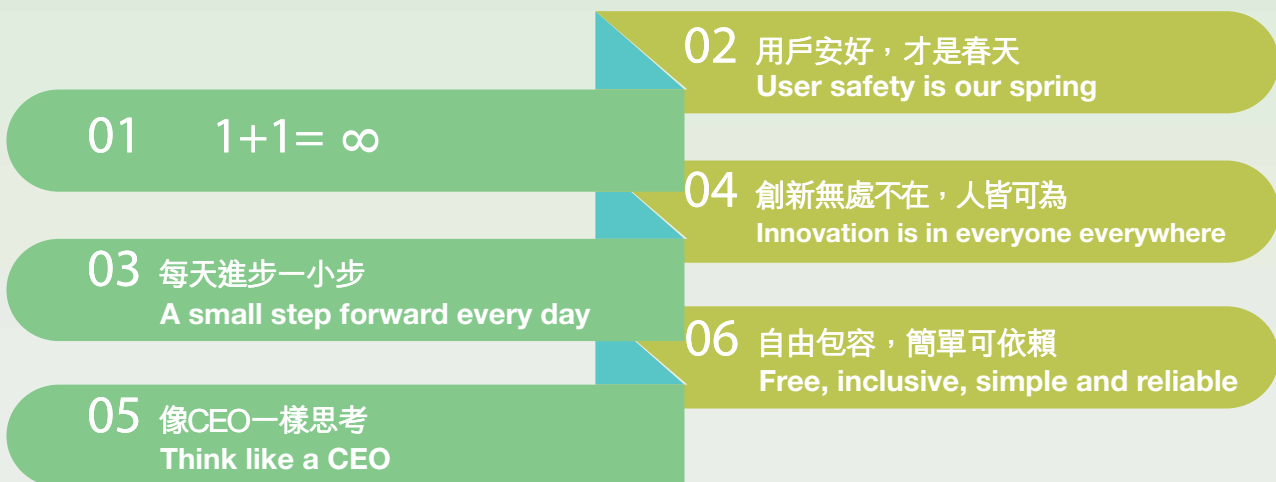 01 1+1= ∞
02 用戶安好，才是春天
User safety is our spring
03 每天進步一小步
A small step forward every day
04 創新無處不在，人皆可為
Innovation is in everyone everywhere
05 像CEO一樣思考
Think like a CEO
06 自由包容，簡單可依賴
Free, inclusive, simple and reliable